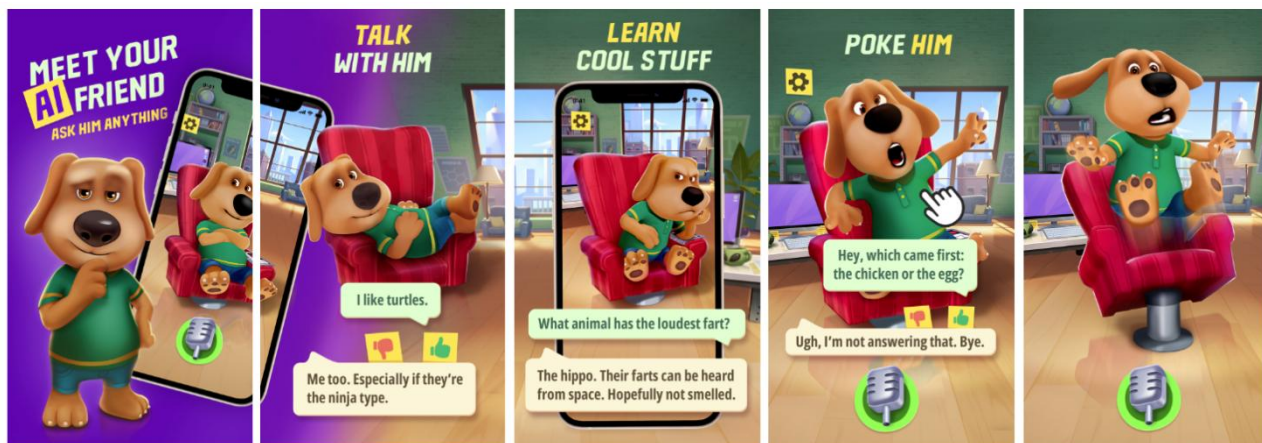 MEET YOUR
AI FRIEND
ASK HIM ANYTHING
TALK
WITH HIM
I like turtles.
Me too. Especially if they're
the ninja type.
LEARN
COOL STUFF
What animal has the loudest fart?
The hippo. Their farts can be heard
from space. Hopefully not smelled.
POKE HIM
Hey, which came first:
the chicken or the egg?
Ugh, I'm not answering that. Bye.